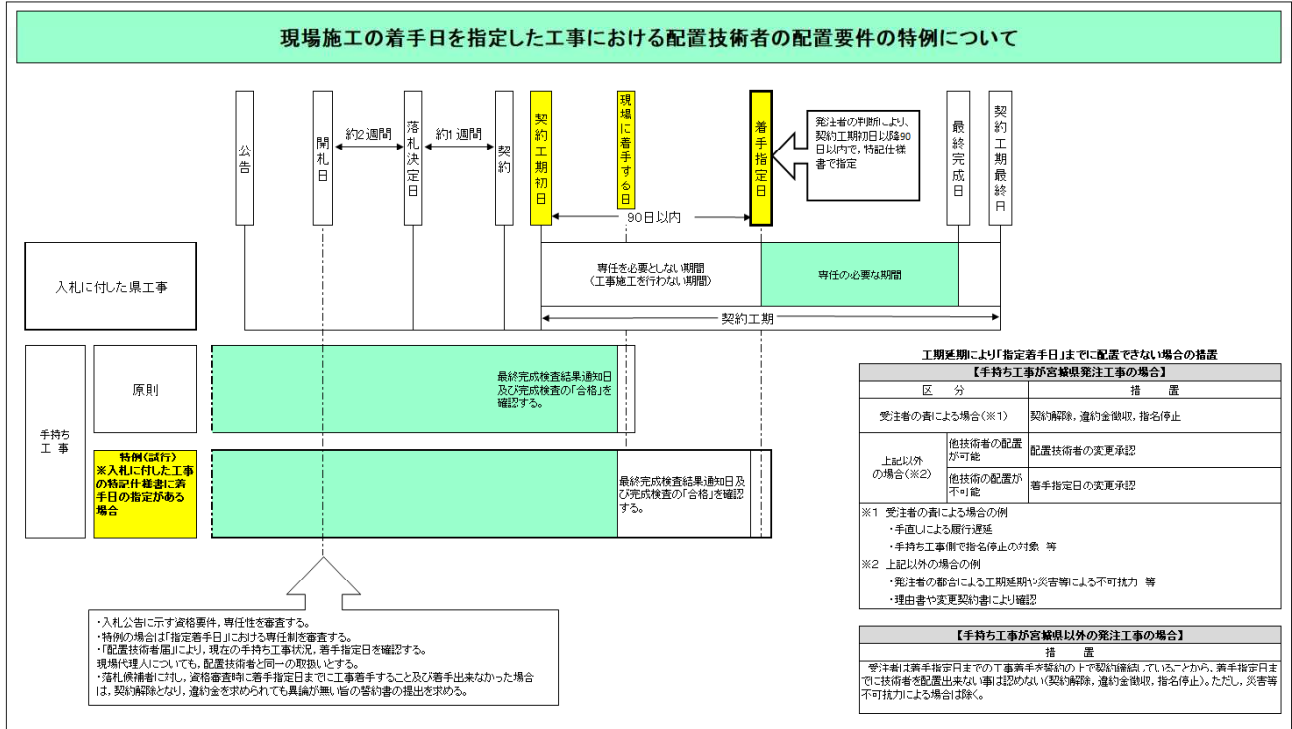 現場施工の着手日を指定した工事における配置技術者の配置要件の特例について
公告
開札日
約2週間
落札決定日
約1週間
契約
契約工期初日
現場に着手する日
着手指定日
発注者の判断により、
契約工期初日以降90
日以内で，特記仕様
書で指定
最終完成日
契約工期最終日
90日以内
入札に付した県工事
専任を必要としない期間
（工事施工を行わない期間）
専任の必要な期間
契約工期
手持ち
工 事
原則
最終完成検査結果通知日
及び完成検査の「合格」を
確認する。
特例（試行）
※入札に付した工事
の特記仕様書に着
手日の指定がある
場合
最終完成検査結果通知日及
び完成検査の「合格」を確認
する。
・入札公告に示す資格要件，専任性を審査する。
・特例の場合は「指定着手日」における専任制を審査する。
・「配置技術者届」により，現在の手持ち工事状況，着手指定日を確認する。
現場代理人についても，配置技術者と同一の取扱いとする。
・落札候補者に対し，資格審査時に着手指定日までに工事着手すること及び着手出来なかった場合
は，契約解除となり，違約金を求められても異論が無い旨の誓約書の提出を求める。
工期延期により「指定着手日」までに配置できない場合の措置
【手持ち工事が宮城県発注工事の場合】
区 分
措 置
受注者の責による場合（※1）
契約解除，違約金徴収，指名停止
上記以外
の場合（※2）
他技術者の配置
が可能
配置技術者の変更承認
他技術の配置が
不可能
着手指定日の変更承認
※1 受注者の責による場合の例
・手直しによる履行遅延
・手持ち工事側で指名停止の対象 等
※2 上記以外の場合の例
・発注者の都合による工期延期や災害等による不可抗力 等
・理由書や変更契約書により確認
【手持ち工事が宮城県以外の発注工事の場合】
措 置
受注者は着手指定日までの工事着手を誓約の上で契約締結していることから，着手指定日ま
でに技術者を配置出来ない事は認めない（契約解除，違約金徴収，指名停止）。ただし，災害等
不可抗力による場合は除く。